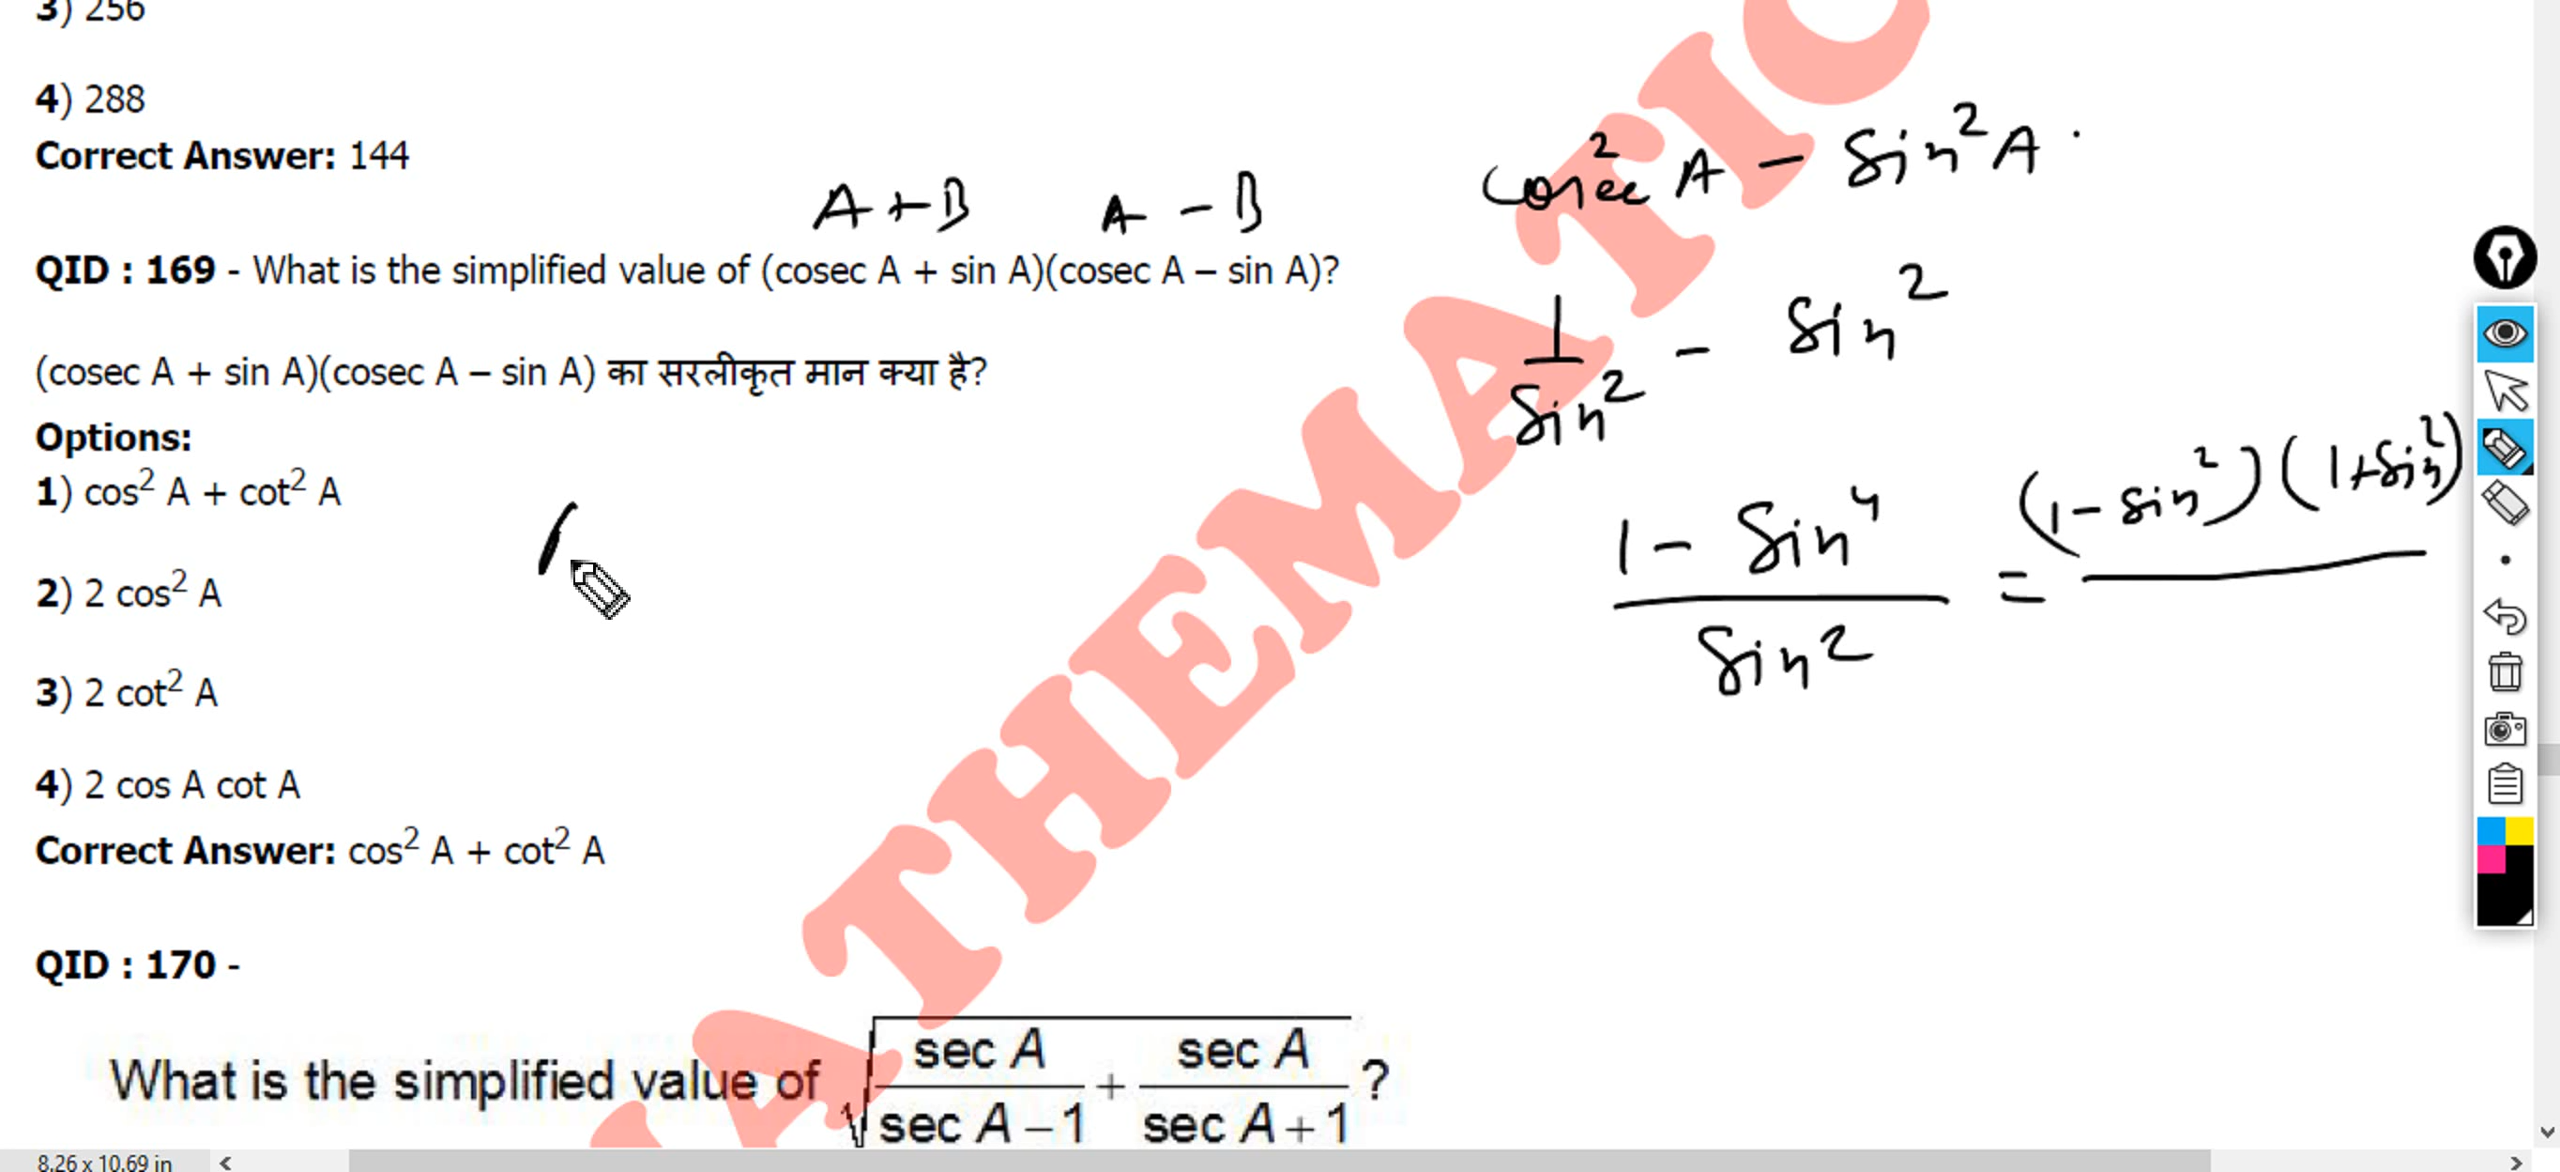 3) 256
4) 288
Correct Answer: 144
A+B A - B
QID : 169 - What is the simplified value of (cosec A + sin A)(cosec A – sin A)?
(cosec A + sin A)(cosec A – sin A) का सरलीकृत मान क्या है?
Options:
1) cos² A + cot² A
2) 2 cos² A
3) 2 cot² A
4) 2 cos A cot A
Correct Answer: cos² A + cot² A
QID : 170 -
What is the simplified value of √(sec A/(sec A – 1) + sec A/(sec A + 1)) ?
cosec² A – Sin² A
1/Sin² – Sin²
(1 – Sin⁴)/Sin² = (1 – sin²)(1+Sin²)
ATHEMATIC
8.26 x 10.69 in